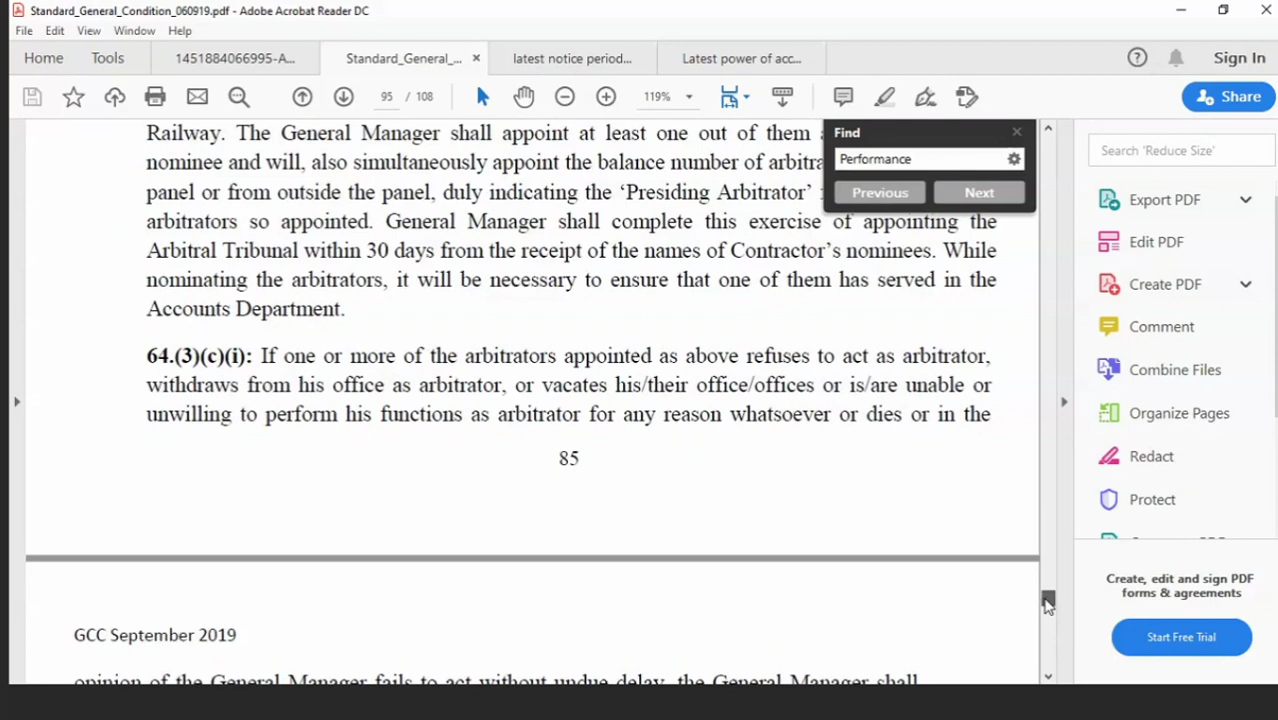 Standard_General_Condition_060919.pdf - Adobe Acrobat Reader DC
File Edit View Window Help
Home Tools 1451884066995-A... Standard_General_... × latest notice period... Latest power of acc... Sign In
95 / 108 119% Share
Find
Performance
Previous Next
Railway. The General Manager shall appoint at least one out of them
nominee and will, also simultaneously appoint the balance number of
panel or from outside the panel, duly indicating the ‘Presiding Arbitrator’
arbitrators so appointed. General Manager shall complete this exercise of appointing the
Arbitral Tribunal within 30 days from the receipt of the names of Contractor’s nominees. While
nominating the arbitrators, it will be necessary to ensure that one of them has served in the
Accounts Department.
64.(3)(c)(i): If one or more of the arbitrators appointed as above refuses to act as arbitrator,
withdraws from his office as arbitrator, or vacates his/their office/offices or is/are unable or
unwilling to perform his functions as arbitrator for any reason whatsoever or dies or in the
85
GCC September 2019
opinion of the General Manager fails to act without undue delay, the General Manager shall
Search 'Reduce Size'
Export PDF
Edit PDF
Create PDF
Comment
Combine Files
Organize Pages
Redact
Protect
Create, edit and sign PDF
forms & agreements
Start Free Trial